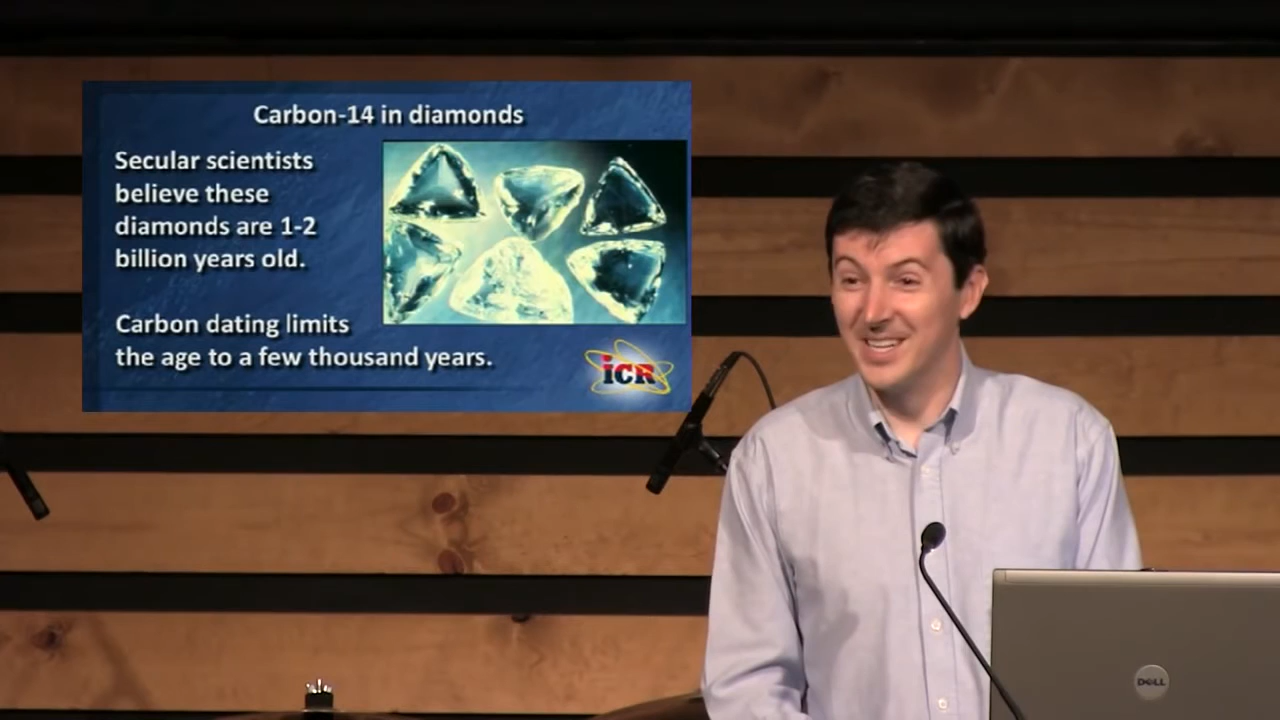 Carbon-14 in diamonds
Secular scientists
believe these
diamonds are 1-2
billion years old.
Carbon dating limits
the age to a few thousand years.
iCR
DELL